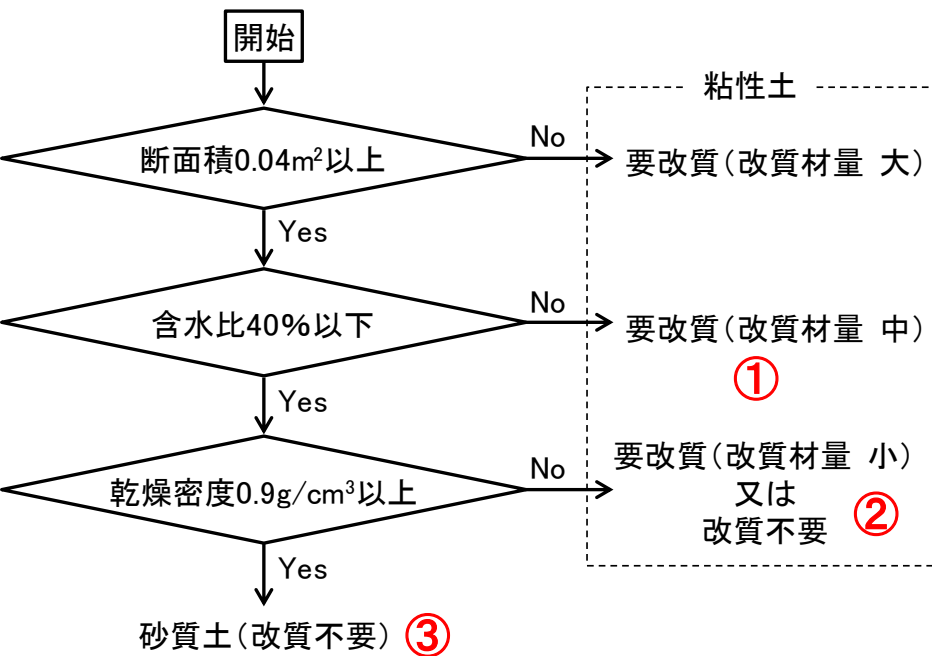 開始
粘性土
断面積0.04m²以上
No
要改質(改質材量 大)
Yes
含水比40%以下
No
要改質(改質材量 中)
①
Yes
乾燥密度0.9g/cm³以上
No
要改質(改質材量 小)
又は
改質不要
②
Yes
砂質土(改質不要)
③